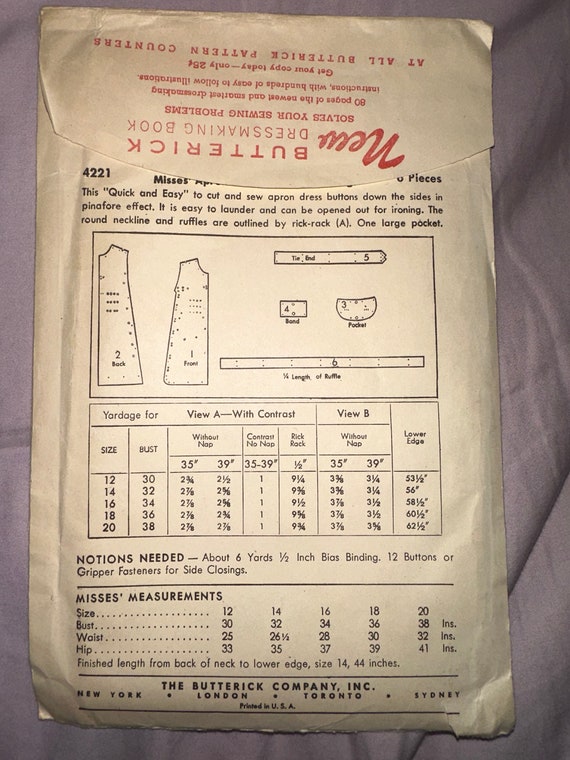 AT ALL BUTTERICK PATTERN COUNTERS
Get your copy today—only 25¢
instructions, with hundreds of easy to follow illustrations.
80 pages of the newest and smartest dressmaking
SOLVES YOUR SEWING PROBLEMS
DRESSMAKING BOOK
New BUTTERICK
4221 Misses' Pieces
This "Quick and Easy" to cut and sew apron dress buttons down the sides in
pinafore effect. It is easy to launder and can be opened out for ironing. The
round neckline and ruffles are outlined by rick-rack (A). One large pocket.
Tie End 5
4 Band
3 Pocket
2 Back
1 Front
6
¼ Length of Ruffle
Yardage for View A—With Contrast View B Lower Edge
SIZE BUST Without Nap Contrast No Nap Rick Rack Without Nap
35" 39" 35-39" ½" 35" 39"
12 30 2¾ 2½ 1 9¼ 3⅜ 3¼ 53½"
14 32 2⅞ 2⅝ 1 9⅜ 3⅜ 3¼ 56"
16 34 2⅞ 2⅝ 1 9½ 3⅞ 3½ 58½"
18 36 2⅞ 2¾ 1 9⅝ 3⅞ 3½ 60½"
20 38 2⅞ 2⅞ 1 9¾ 3⅞ 3⅝ 62½"
NOTIONS NEEDED — About 6 Yards ½ Inch Bias Binding. 12 Buttons or
Gripper Fasteners for Side Closings.
MISSES' MEASUREMENTS
Size 12 14 16 18 20
Bust 30 32 34 36 38 Ins.
Waist 25 26½ 28 30 32 Ins.
Hip 33 35 37 39 41 Ins.
Finished length from back of neck to lower edge, size 14, 44 inches.
THE BUTTERICK COMPANY, INC.
NEW YORK • LONDON • TORONTO • SYDNEY
Printed in U. S. A.